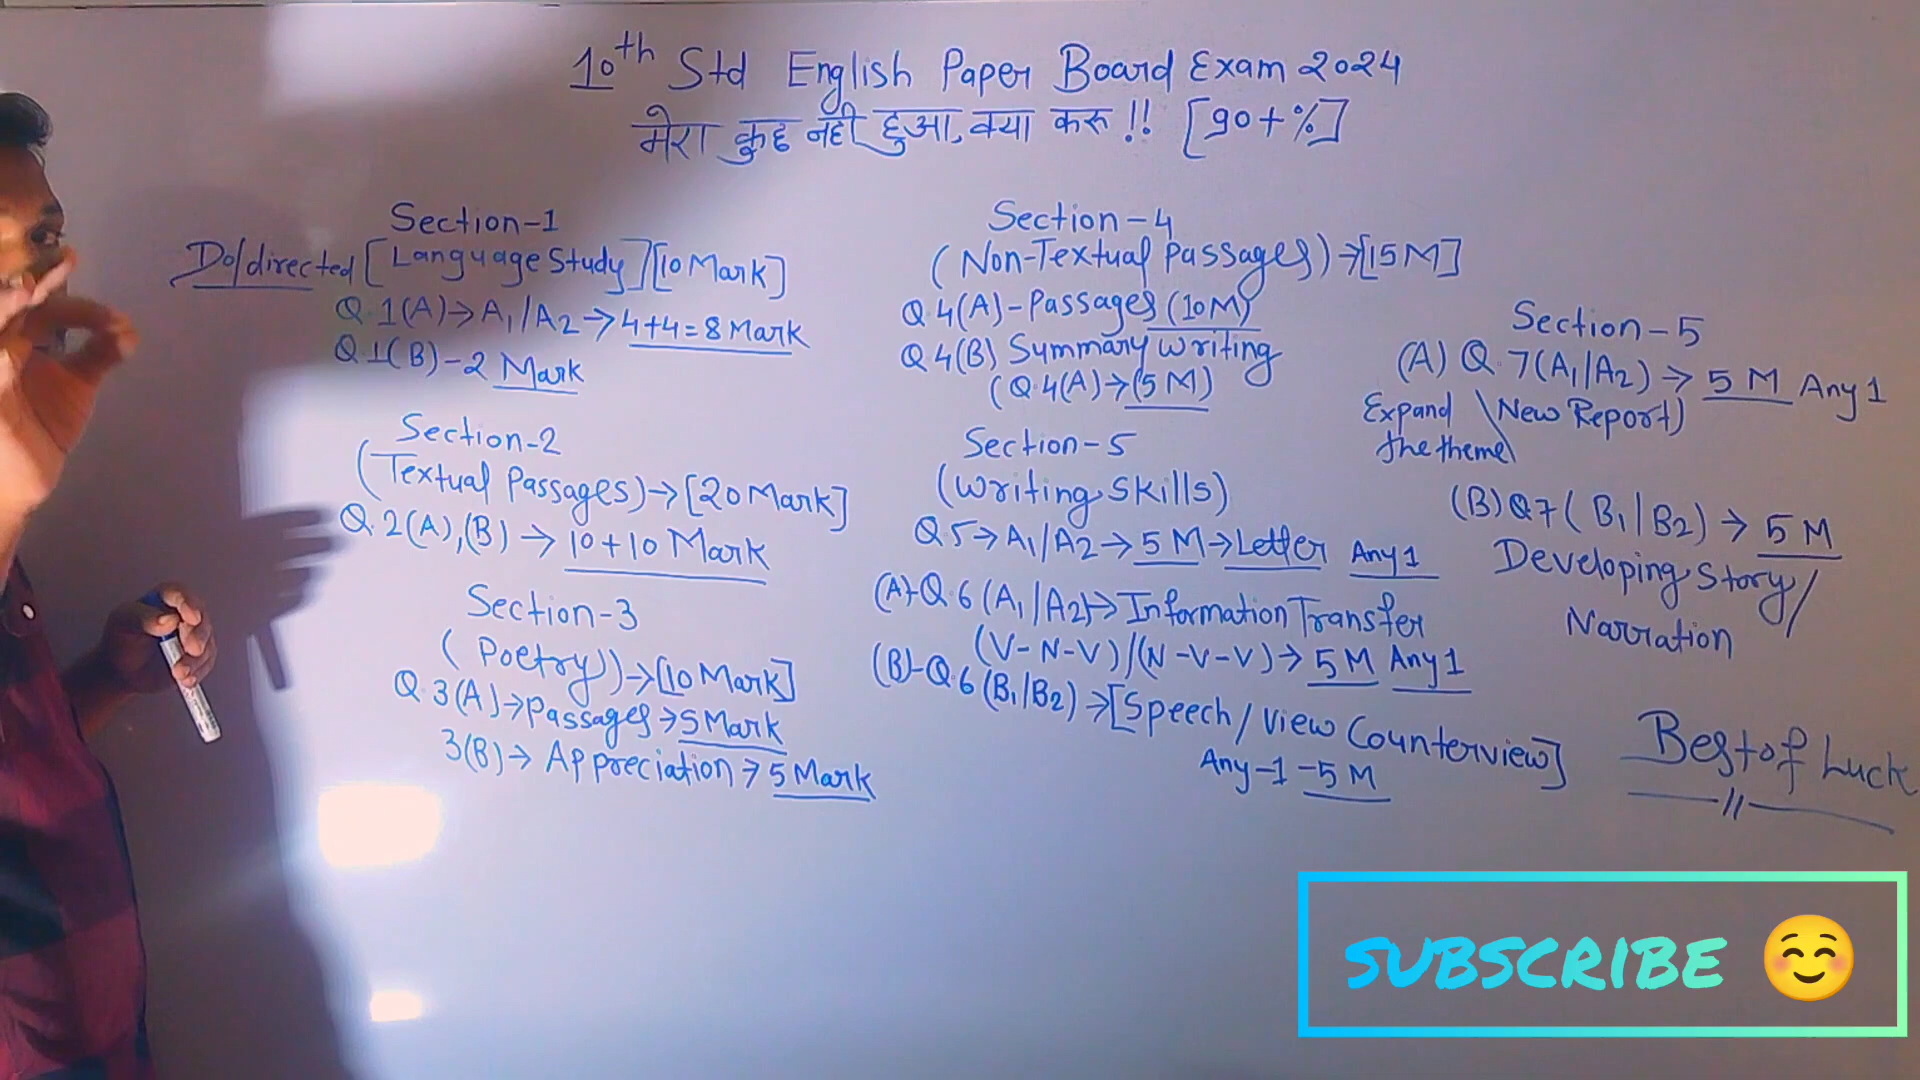 10th Std English Paper Board Exam 2024
मेरा कुछ नही हुआ, क्या करू !! [90+%]
Section-1
Do/directed [Language Study] [10 Mark]
Q.1(A)→A1/A2→4+4=8 Mark
Q.1(B)-2 Mark
Section-2
(Textual Passages)→[20 Mark]
Q.2(A),(B)→10+10 Mark
Section-3
(Poetry))→[10 Mark]
Q.3(A)→Passages→5 Mark
3(B)→Appreciation→5 Mark
Section-4
(Non-Textual Passages)→[15 M]
Q.4(A)-Passages (10M)
Q.4(B) Summary writing
(Q.4(A)→(5 M)
Section-5
(Writing Skills)
Q5→A1/A2→5 M→Letter Any 1
(A)-Q.6(A1/A2)→Information Transfer
(V-N-V)/(N-V-V)→5 M Any 1
(B)-Q.6(B1/B2)→[Speech/View Counterview]
Any-1-5 M
Section-5
(A) Q.7(A1/A2)→5 M Any 1
Expand \ New Report)
the theme
(B) Q7(B1/B2)→5 M
Developing Story/
Narration
Best of Luck
SUBSCRIBE ☺️